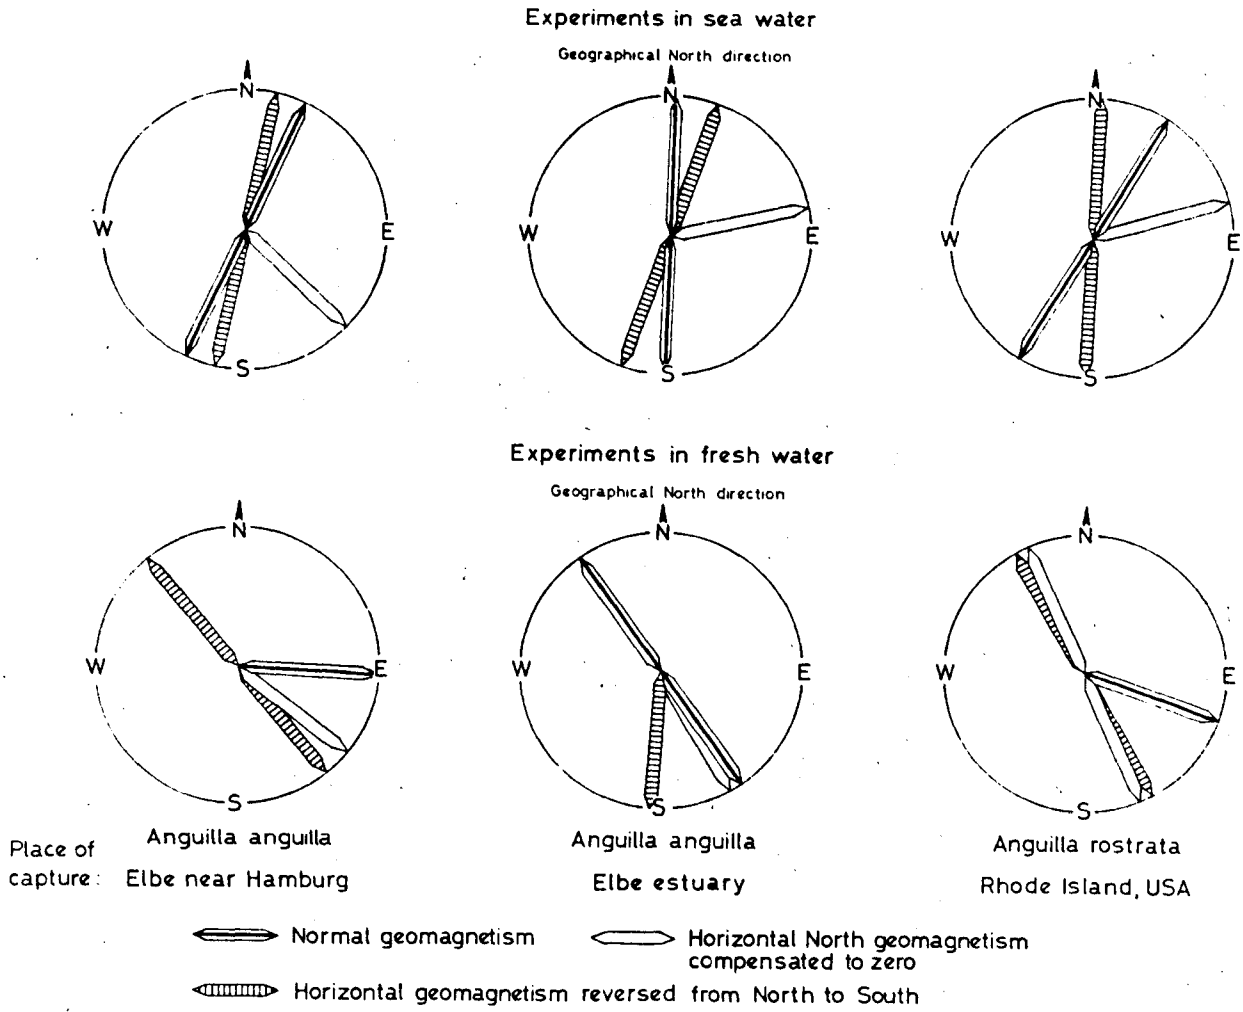 Experiments in sea water
Geographical North direction
N
W
E
S
N
W
E
S
N
W
E
S
Experiments in fresh water
Geographical North direction
N
W
E
S
N
W
E
S
N
W
E
S
Place of
capture:
Anguilla anguilla
Elbe near Hamburg
Anguilla anguilla
Elbe estuary
Anguilla rostrata
Rhode Island, USA
Normal geomagnetism
Horizontal North geomagnetism
compensated to zero
Horizontal geomagnetism reversed from North to South